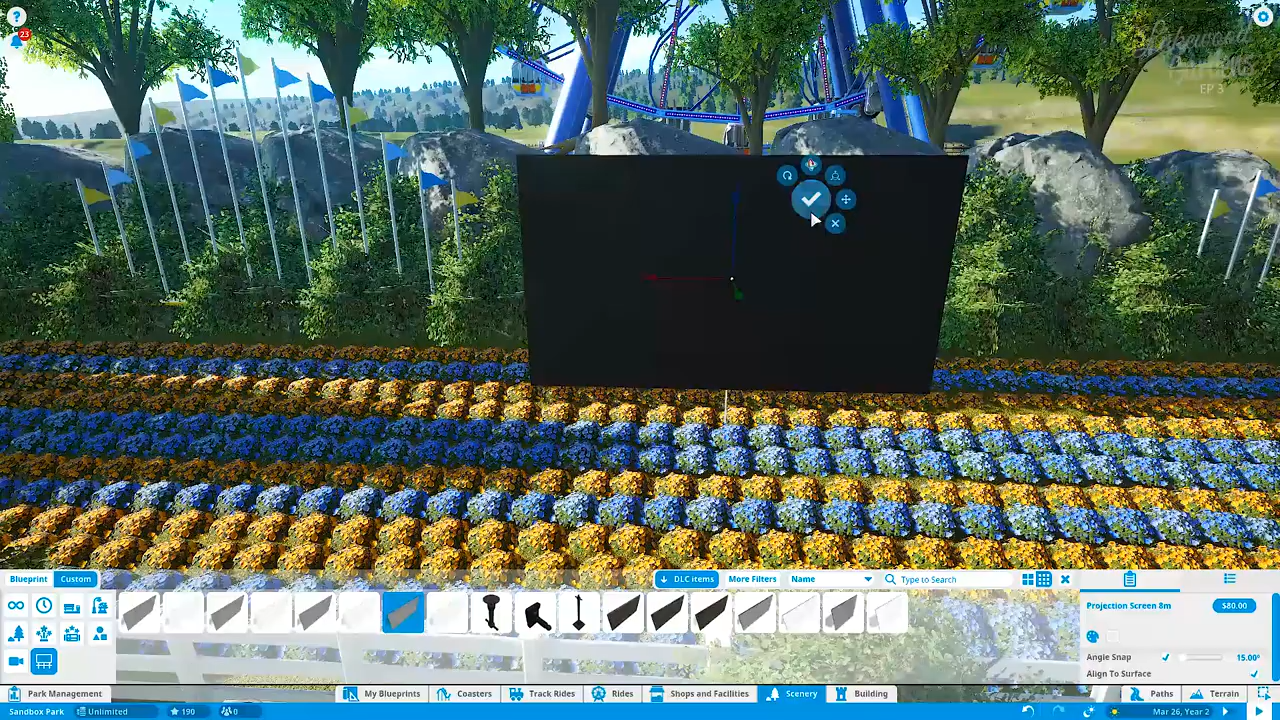 ?
23
Lakewood
EP 3
Blueprint
Custom
DLC items
More Filters
Name
Type to Search
Projection Screen 8m
$80.00
Angle Snap
15.00°
Align To Surface
Park Management
My Blueprints
Coasters
Track Rides
Rides
Shops and Facilities
Scenery
Building
Paths
Terrain
Sandbox Park
Unlimited
190
0
Mar 26, Year 2